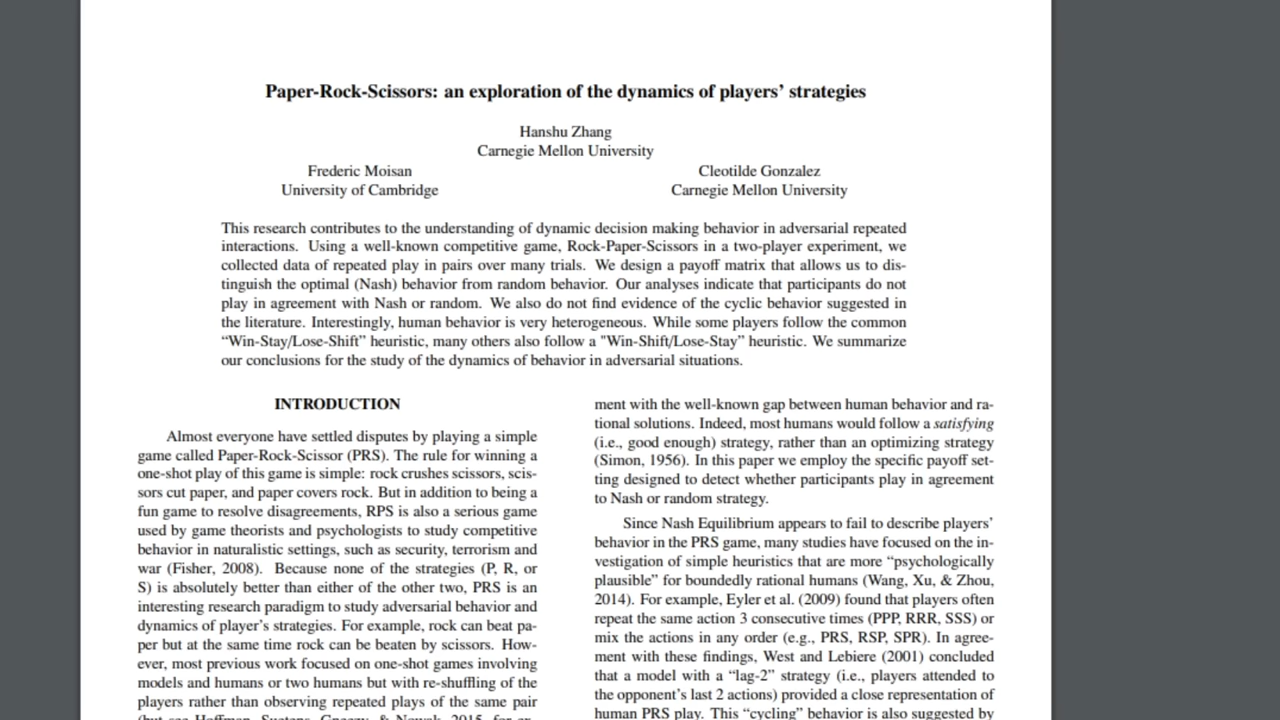 Paper-Rock-Scissors: an exploration of the dynamics of players' strategies
Hanshu Zhang
Carnegie Mellon University
Frederic Moisan
University of Cambridge
Cleotilde Gonzalez
Carnegie Mellon University
This research contributes to the understanding of dynamic decision making behavior in adversarial repeated
interactions. Using a well-known competitive game, Rock-Paper-Scissors in a two-player experiment, we
collected data of repeated play in pairs over many trials. We design a payoff matrix that allows us to dis-
tinguish the optimal (Nash) behavior from random behavior. Our analyses indicate that participants do not
play in agreement with Nash or random. We also do not find evidence of the cyclic behavior suggested in
the literature. Interestingly, human behavior is very heterogeneous. While some players follow the common
“Win-Stay/Lose-Shift” heuristic, many others also follow a "Win-Shift/Lose-Stay” heuristic. We summarize
our conclusions for the study of the dynamics of behavior in adversarial situations.
INTRODUCTION
Almost everyone have settled disputes by playing a simple
game called Paper-Rock-Scissor (PRS). The rule for winning a
one-shot play of this game is simple: rock crushes scissors, scis-
sors cut paper, and paper covers rock. But in addition to being a
fun game to resolve disagreements, RPS is also a serious game
used by game theorists and psychologists to study competitive
behavior in naturalistic settings, such as security, terrorism and
war (Fisher, 2008). Because none of the strategies (P, R, or
S) is absolutely better than either of the other two, PRS is an
interesting research paradigm to study adversarial behavior and
dynamics of player's strategies. For example, rock can beat pa-
per but at the same time rock can be beaten by scissors. How-
ever, most previous work focused on one-shot games involving
models and humans or two humans but with re-shuffling of the
players rather than observing repeated plays of the same pair
(but see Hoffman, Suetens, Gneezy, & Nowak, 2015, for
ment with the well-known gap between human behavior and ra-
tional solutions. Indeed, most humans would follow a satisfying
(i.e., good enough) strategy, rather than an optimizing strategy
(Simon, 1956). In this paper we employ the specific payoff set-
ting designed to detect whether participants play in agreement
to Nash or random strategy.
Since Nash Equilibrium appears to fail to describe players'
behavior in the PRS game, many studies have focused on the in-
vestigation of simple heuristics that are more “psychologically
plausible” for boundedly rational humans (Wang, Xu, & Zhou,
2014). For example, Eyler et al. (2009) found that players often
repeat the same action 3 consecutive times (PPP, RRR, SSS) or
mix the actions in any order (e.g., PRS, RSP, SPR). In agree-
ment with these findings, West and Lebiere (2001) concluded
that a model with a “lag-2” strategy (i.e., players attended to
the opponent's last 2 actions) provided a close representation of
human PRS play. This “cycling” behavior is also suggested by